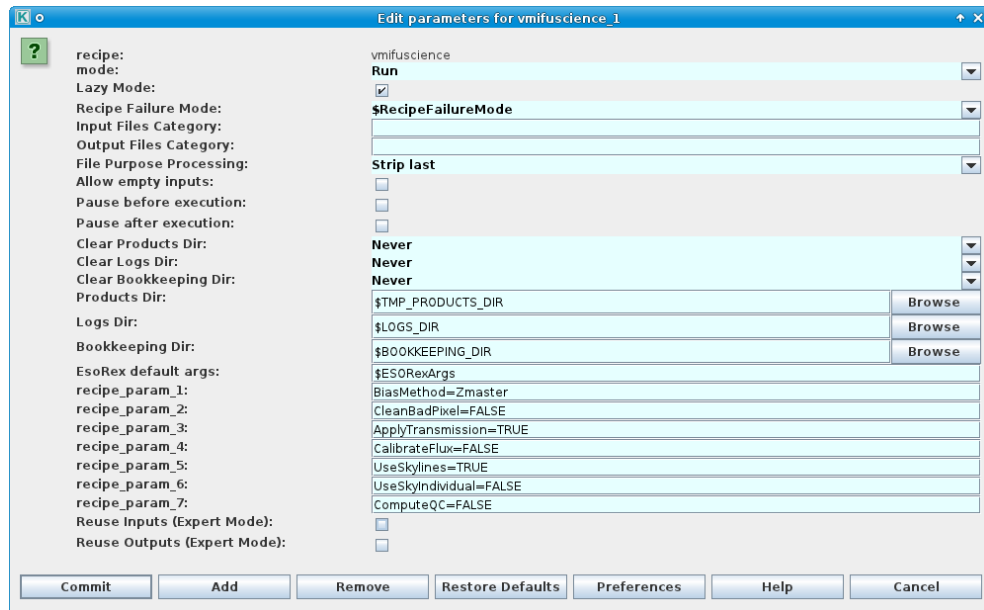 Edit parameters for vmifuscience_1
?
recipe: vmifuscience
mode: Run
Lazy Mode:
Recipe Failure Mode: $RecipeFailureMode
Input Files Category:
Output Files Category:
File Purpose Processing: Strip last
Allow empty inputs:
Pause before execution:
Pause after execution:
Clear Products Dir: Never
Clear Logs Dir: Never
Clear Bookkeeping Dir: Never
Products Dir: $TMP_PRODUCTS_DIR Browse
Logs Dir: $LOGS_DIR Browse
Bookkeeping Dir: $BOOKKEEPING_DIR Browse
EsoRex default args: $ESORexArgs
recipe_param_1: BiasMethod=Zmaster
recipe_param_2: CleanBadPixel=FALSE
recipe_param_3: ApplyTransmission=TRUE
recipe_param_4: CalibrateFlux=FALSE
recipe_param_5: UseSkylines=TRUE
recipe_param_6: UseSkyIndividual=FALSE
recipe_param_7: ComputeQC=FALSE
Reuse Inputs (Expert Mode):
Reuse Outputs (Expert Mode):
Commit Add Remove Restore Defaults Preferences Help Cancel